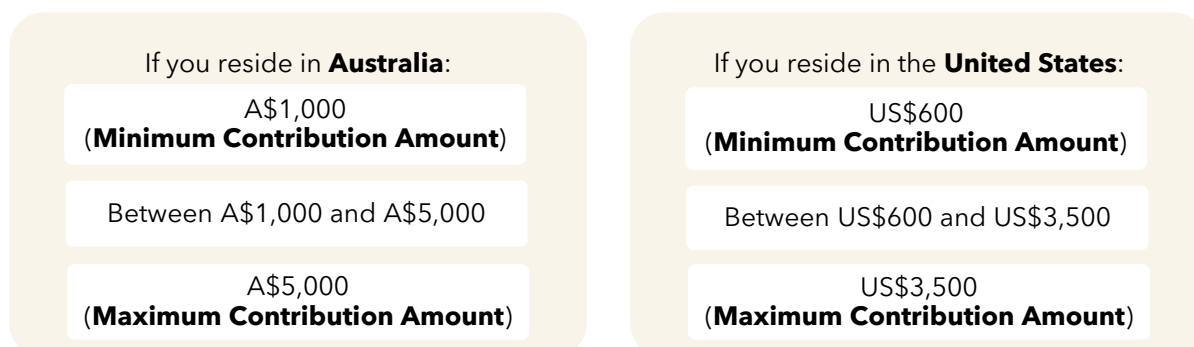 If you reside in Australia:
A$1,000
(Minimum Contribution Amount)
Between A$1,000 and A$5,000
A$5,000
(Maximum Contribution Amount)
If you reside in the United States:
US$600
(Minimum Contribution Amount)
Between US$600 and US$3,500
US$3,500
(Maximum Contribution Amount)